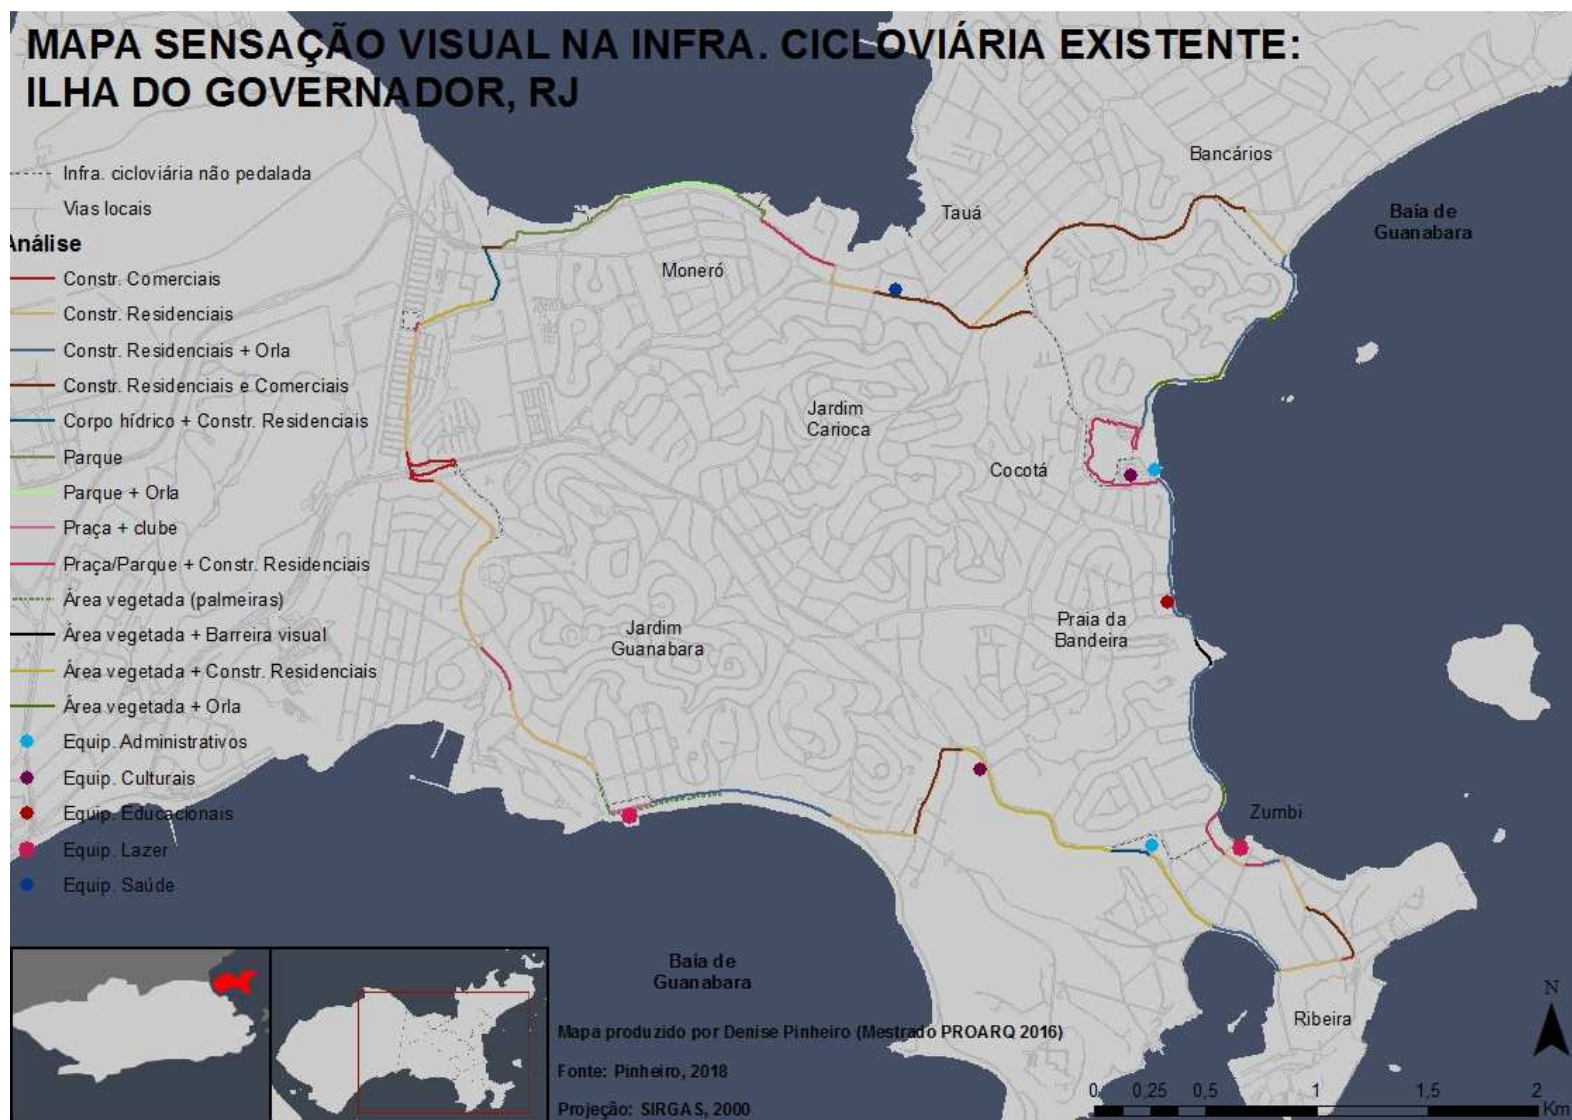 MAPA SENSAÇÃO VISUAL NA INFRA. CICLOVIÁRIA EXISTENTE:
ILHA DO GOVERNADOR, RJ
Infra. cicloviária não pedalada
Vias locais
Análise
Constr. Comerciais
Constr. Residenciais
Constr. Residenciais + Orla
Constr. Residenciais e Comerciais
Corpo hídrico + Constr. Residenciais
Parque
Parque + Orla
Praça + clube
Praça/Parque + Constr. Residenciais
Área vegetada (palmeiras)
Área vegetada + Barreira visual
Área vegetada + Constr. Residenciais
Área vegetada + Orla
Equip. Administrativos
Equip. Culturais
Equip. Educacionais
Equip. Lazer
Equip. Saúde
Bancários
Tauá
Baía de
Guanabara
Moneró
Jardim
Carioca
Cocotá
Praia da
Bandeira
Jardim
Guanabara
Zumbi
Ribeira
Baía de
Guanabara
Mapa produzido por Denise Pinheiro (Mestrado PROARQ 2016)
Fonte: Pinheiro, 2018
Projeção: SIRGAS, 2000
N
0 0,25 0,5 1 1,5 2
Km